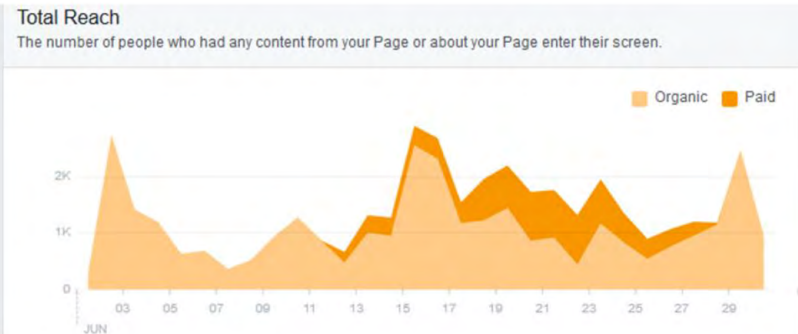 Total Reach
The number of people who had any content from your Page or about your Page enter their screen.
Organic Paid
2K
1K
0
03 05 07 09 11 13 15 17 19 21 23 25 27 29
JUN